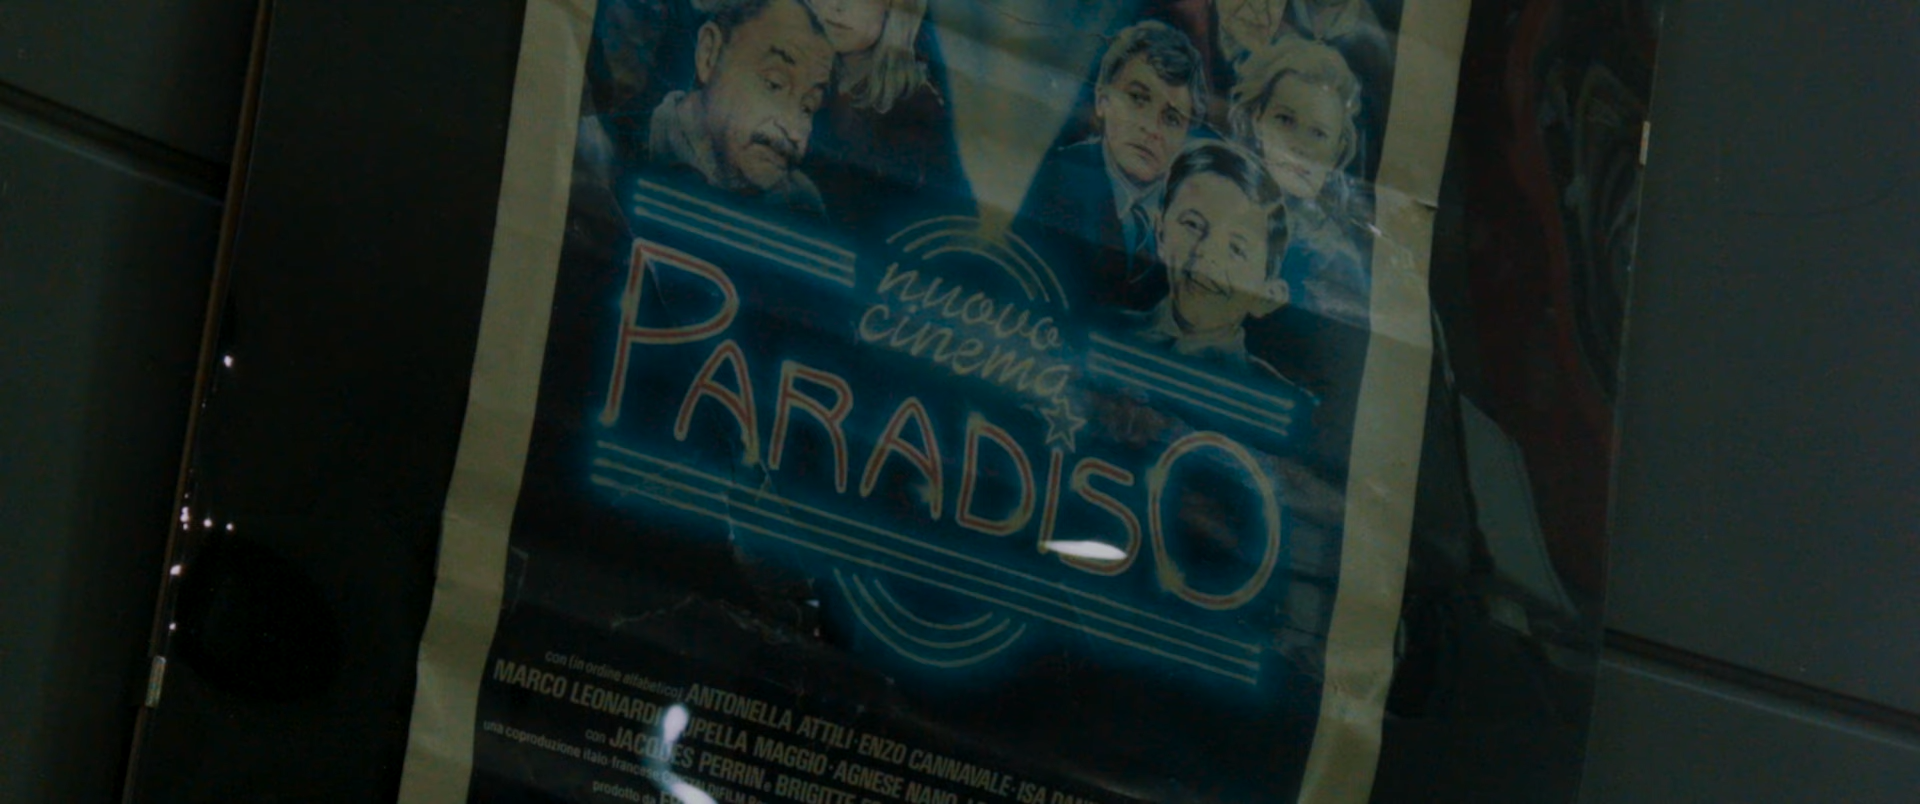 nuovo
cinema
PARADISO
con (in ordine alfabetico) ANTONELLA ATTILI · ENZO CANNAVALE · ISA
MARCO LEONARDI PUPELLA MAGGIO · AGNESE NANO
con JACQUES PERRIN e BRIGITTE
una coproduzione italo-francese
prodotto da